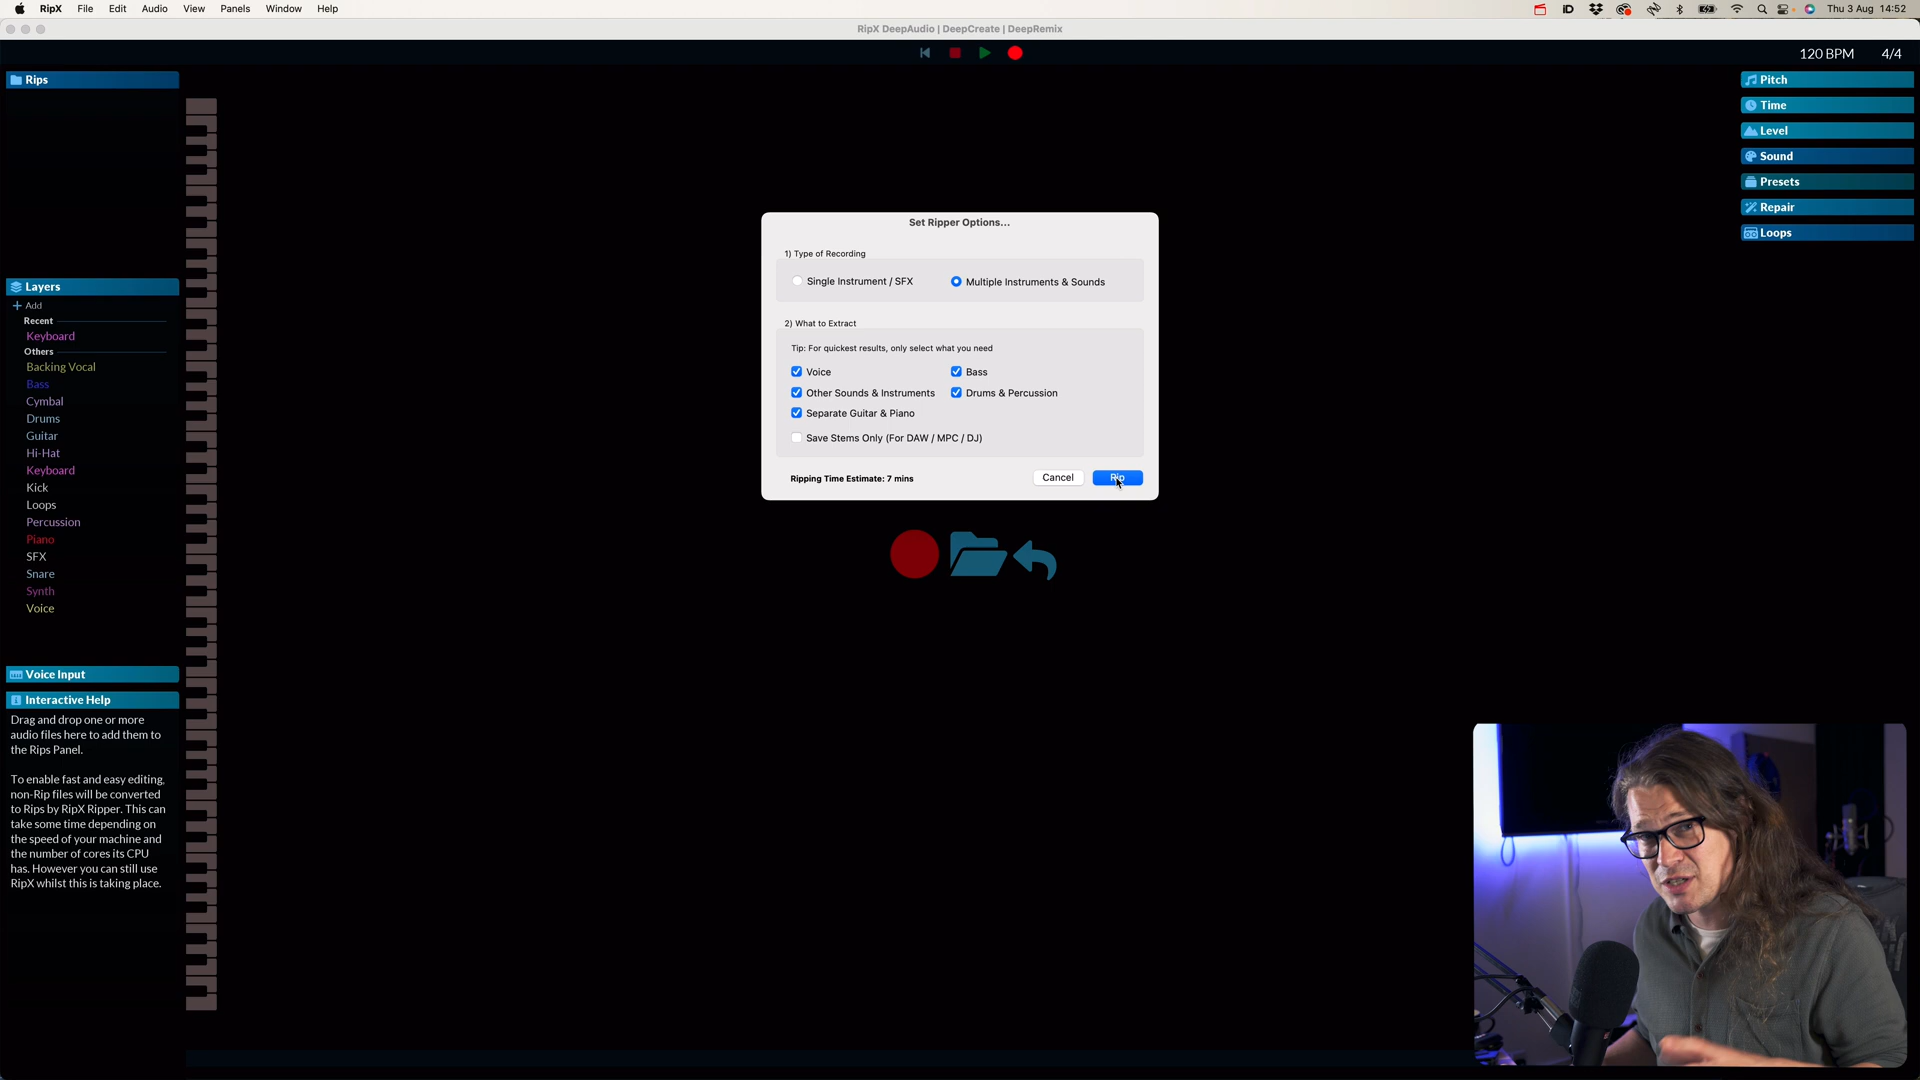 RipX File Edit Audio View Panels Window Help
iD Thu 3 Aug 14:52
RipX DeepAudio | DeepCreate | DeepRemix
120 BPM 4/4
Rips
Layers
Add
Recent
Keyboard
Others
Backing Vocal
Bass
Cymbal
Drums
Guitar
Hi-Hat
Keyboard
Kick
Loops
Percussion
Piano
SFX
Snare
Synth
Voice
Voice Input
Interactive Help
Drag and drop one or more
audio files here to add them to
the Rips Panel.
To enable fast and easy editing,
non-Rip files will be converted
to Rips by RipX Ripper. This can
take some time depending on
the speed of your machine and
the number of cores its CPU
has. However you can still use
RipX whilst this is taking place.
Set Ripper Options...
1) Type of Recording
Single Instrument / SFX Multiple Instruments & Sounds
2) What to Extract
Tip: For quickest results, only select what you need
Voice Bass
Other Sounds & Instruments Drums & Percussion
Separate Guitar & Piano
Save Stems Only (For DAW / MPC / DJ)
Ripping Time Estimate: 7 mins Cancel Rip
Pitch
Time
Level
Sound
Presets
Repair
Loops